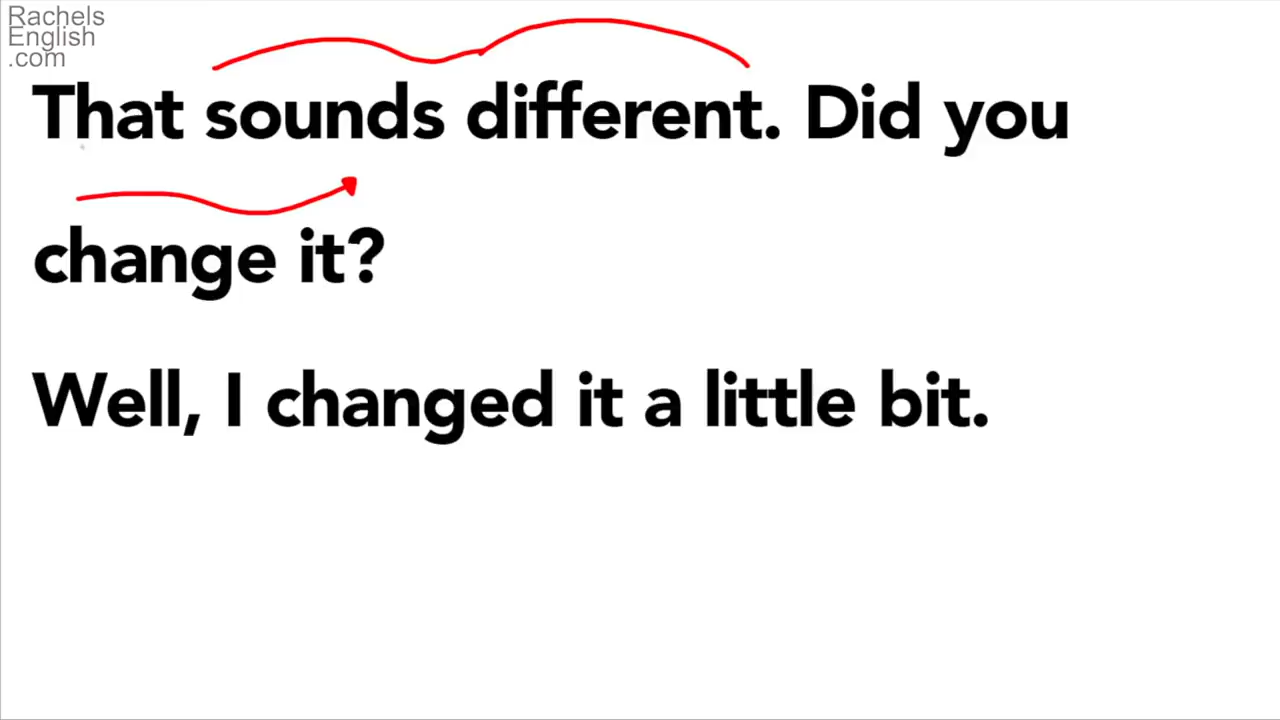 Rachels
English
.com
That sounds different. Did you
change it?
Well, I changed it a little bit.